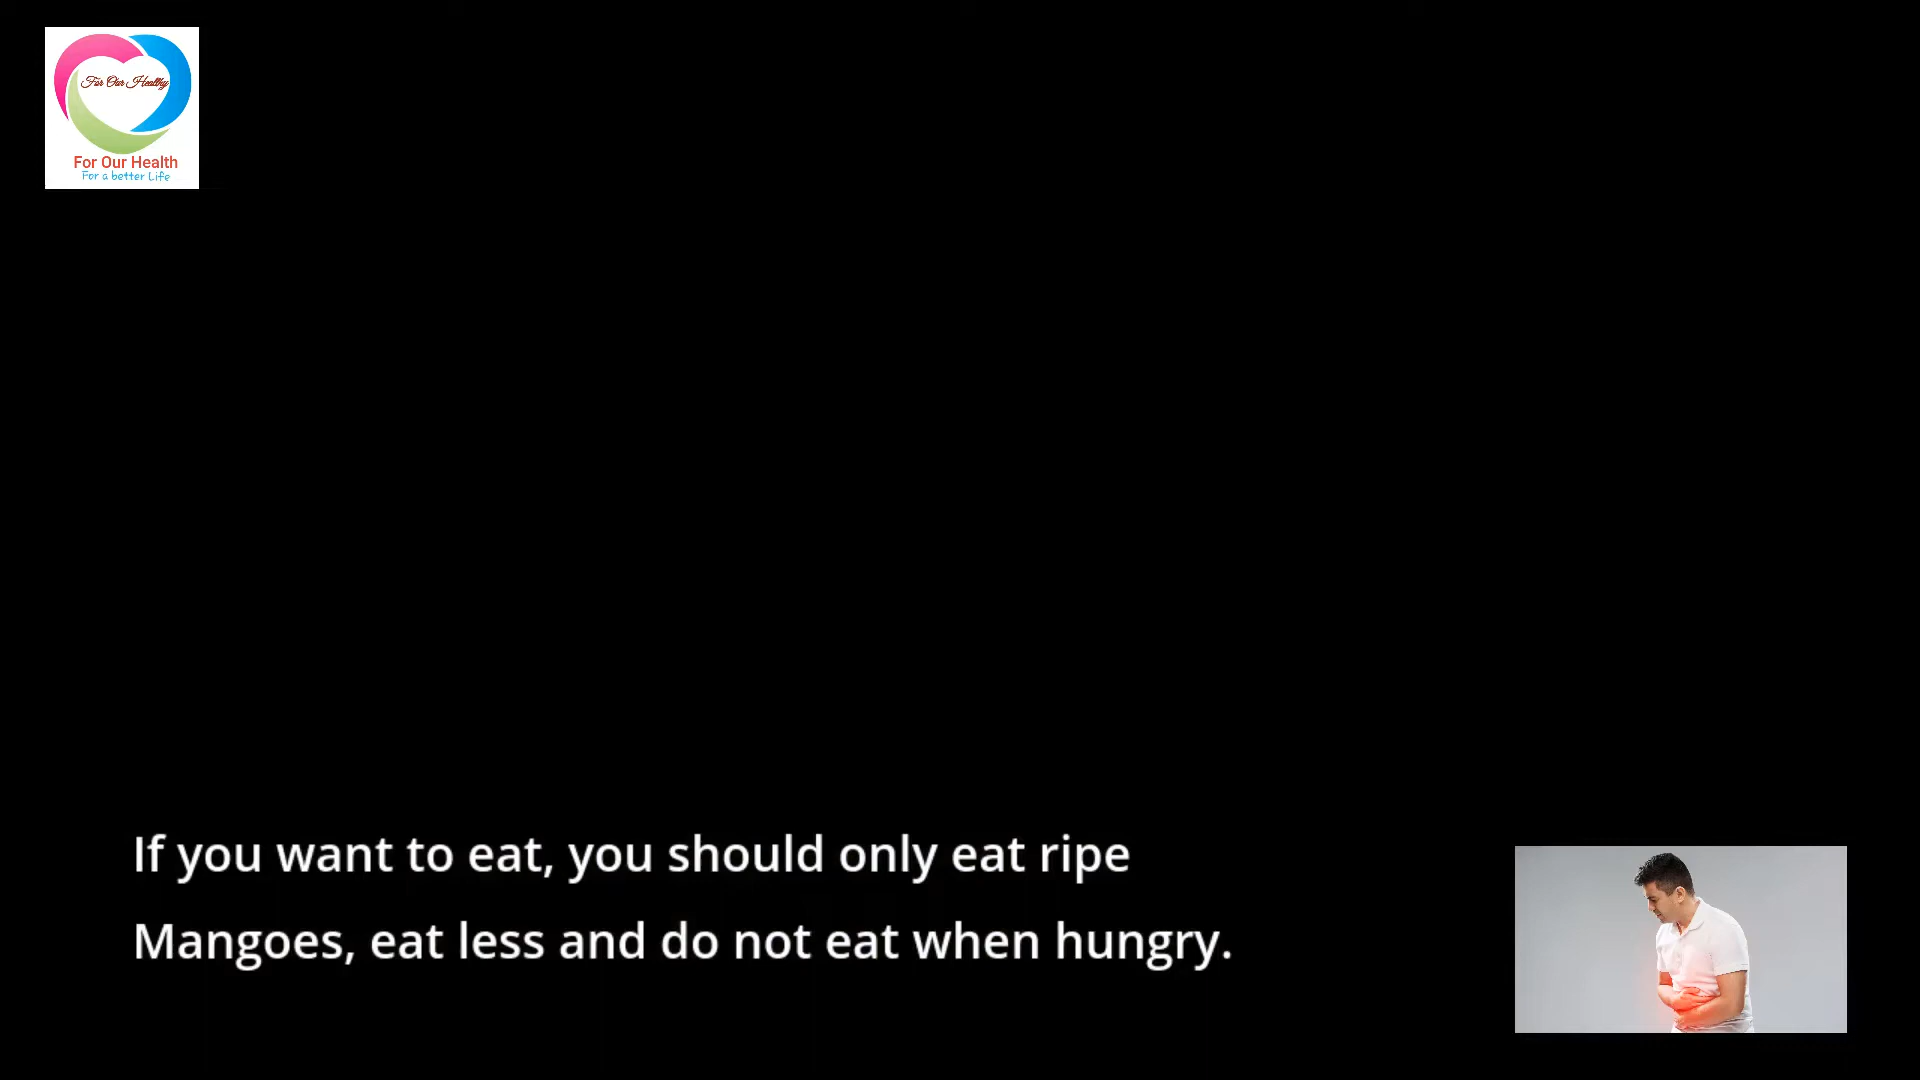 For Our Healthy
For Our Health
For a better Life
If you want to eat, you should only eat ripe
Mangoes, eat less and do not eat when hungry.